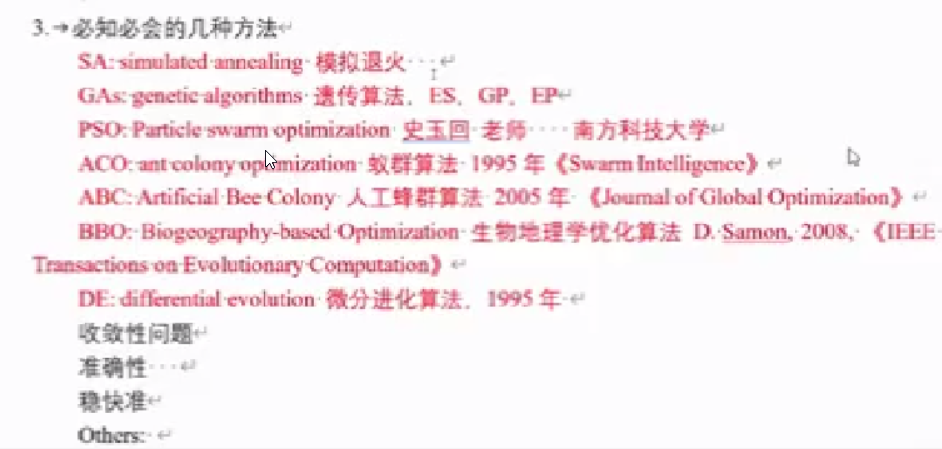 3.→必知必会的几种方法
SA: simulated annealing 模拟退火
GAs: genetic algorithms 遗传算法，ES，GP，EP
PSO: Particle swarm optimization 史玉回 老师 南方科技大学
ACO: ant colony optimization 蚁群算法 1995 年《Swarm Intelligence》
ABC: Artificial Bee Colony 人工蜂群算法 2005 年 《Journal of Global Optimization》
BBO: Biogeography-based Optimization 生物地理学优化算法 D. Samon, 2008, 《IEEE
Transactions on Evolutionary Computation》
DE: differential evolution 微分进化算法，1995 年
收敛性问题
准确性
稳快准
Others: